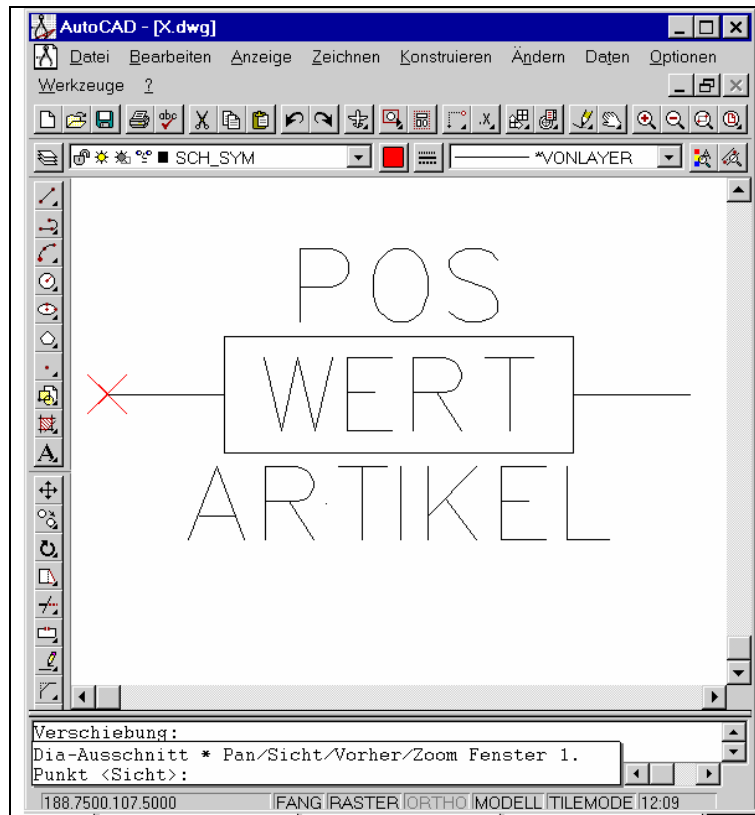 AutoCAD - [X.dwg]
Datei Bearbeiten Anzeige Zeichnen Konstruieren Ändern Daten Optionen
Werkzeuge ?
abc .X
SCH_SYM *VONLAYER
POS
WERT
ARTIKEL
A
Verschiebung:
Dia-Ausschnitt * Pan/Sicht/Vorher/Zoom Fenster 1.
Punkt <Sicht>:
188.7500.107.5000 FANG RASTER ORTHO MODELL TILEMODE 12:09